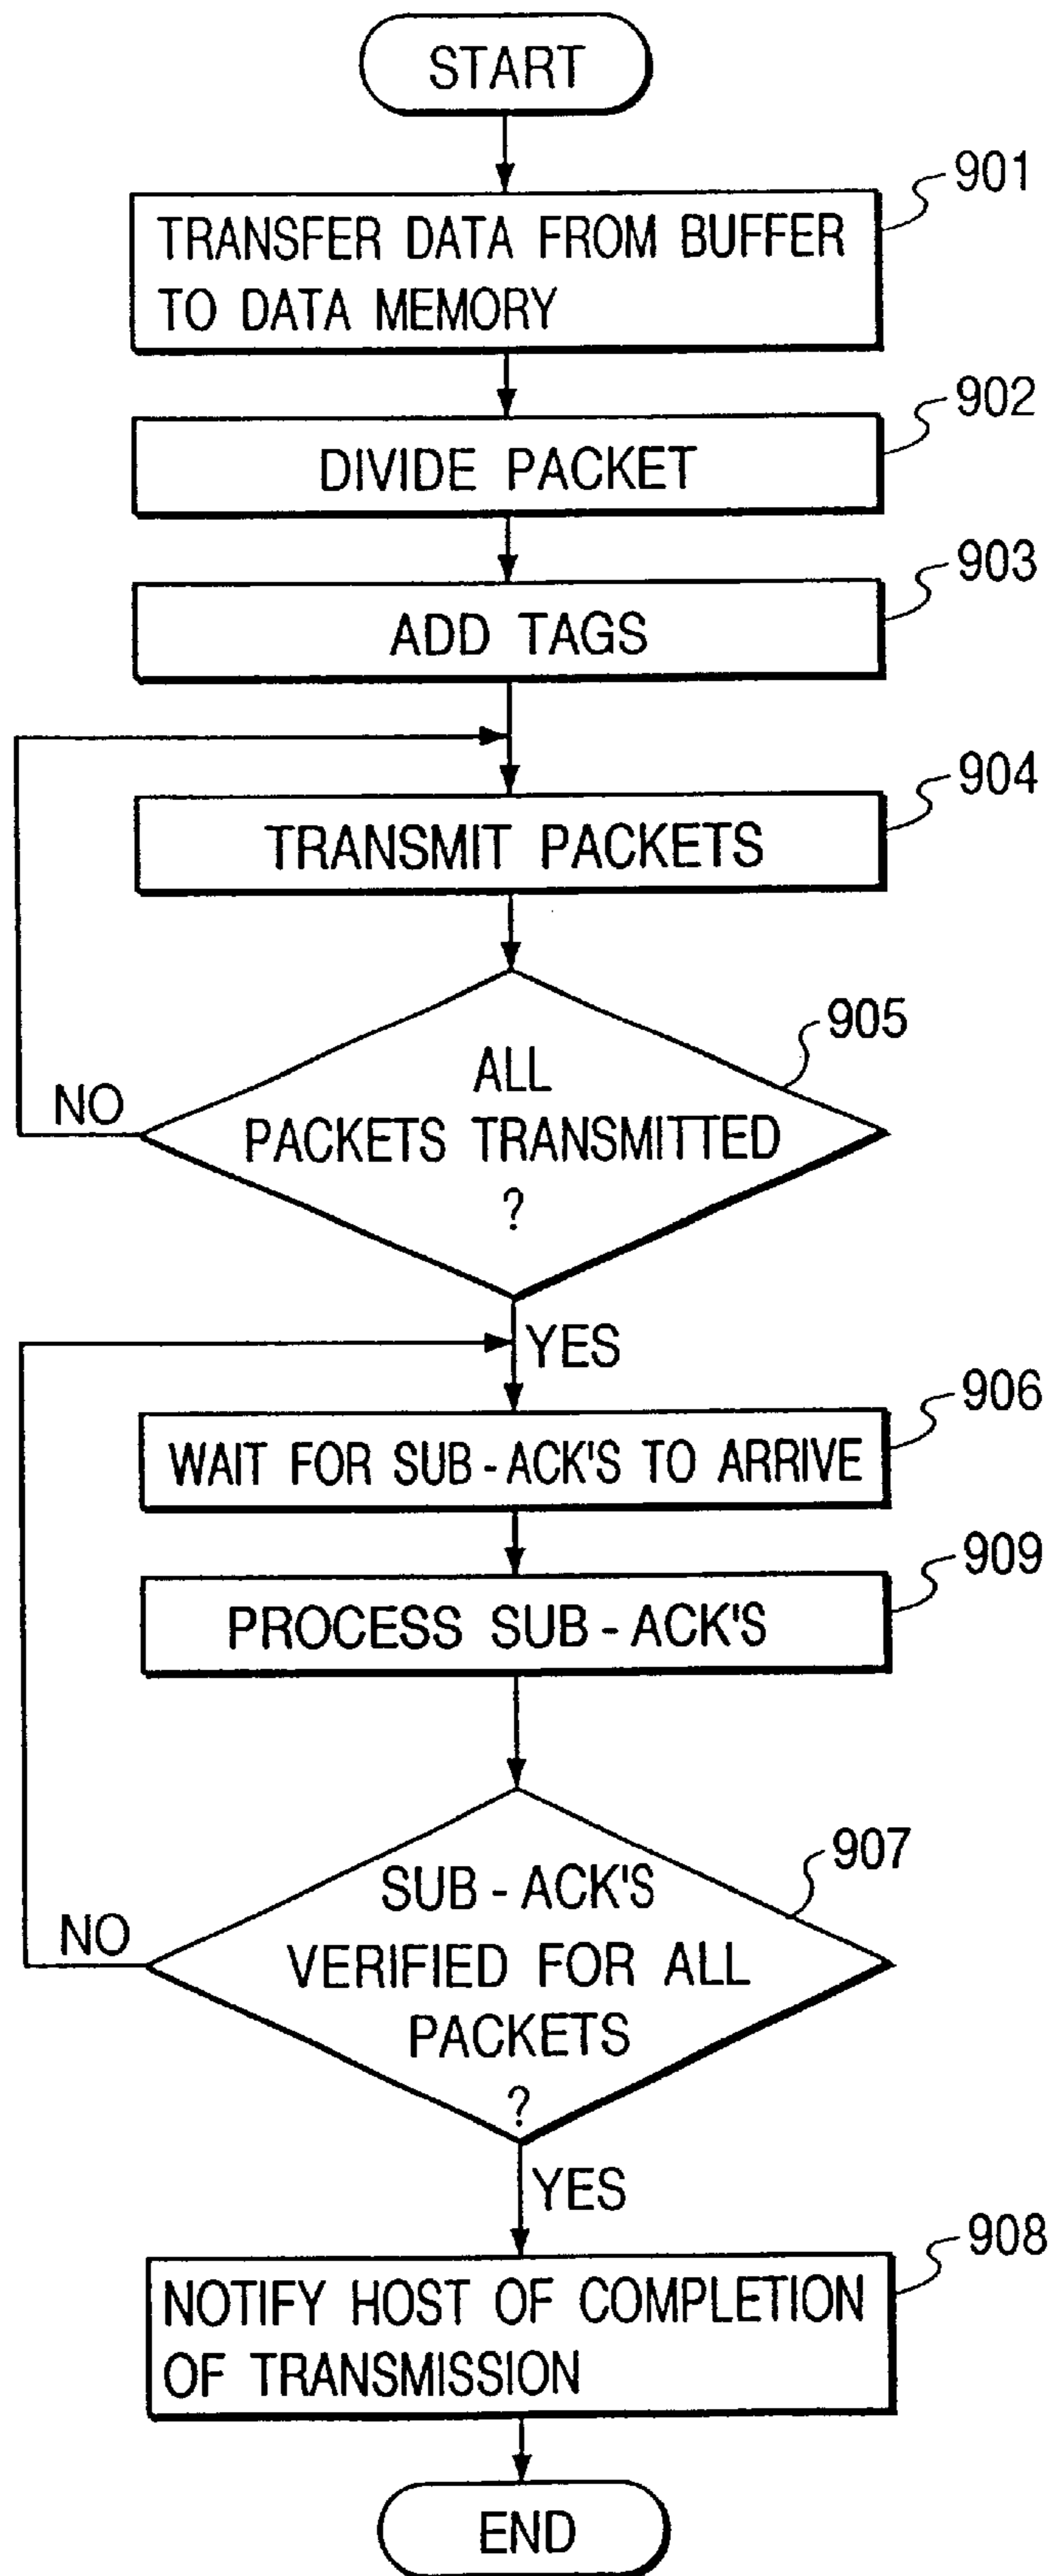 START
901
TRANSFER DATA FROM BUFFER
TO DATA MEMORY
902
DIVIDE PACKET
903
ADD TAGS
904
TRANSMIT PACKETS
905
ALL
PACKETS TRANSMITTED
?
NO
YES
906
WAIT FOR SUB-ACK'S TO ARRIVE
909
PROCESS SUB-ACK'S
907
SUB-ACK'S
VERIFIED FOR ALL
PACKETS
?
NO
YES
908
NOTIFY HOST OF COMPLETION
OF TRANSMISSION
END